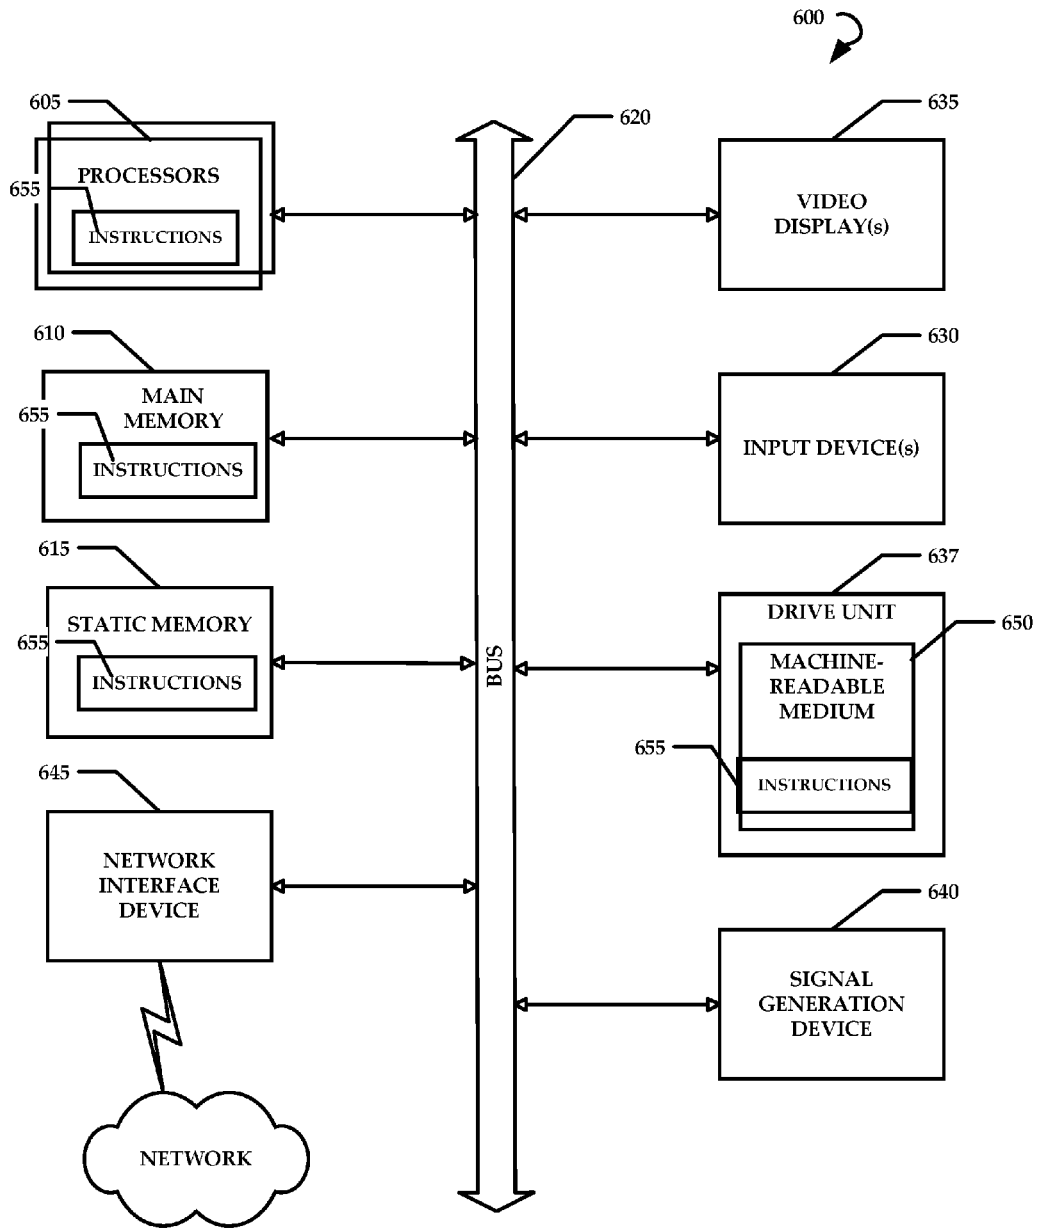 600
605
PROCESSORS
655
INSTRUCTIONS
620
635
VIDEO
DISPLAY(s)
610
MAIN
MEMORY
655
INSTRUCTIONS
630
INPUT DEVICE(s)
615
STATIC MEMORY
655
INSTRUCTIONS
BUS
637
DRIVE UNIT
650
MACHINE-
READABLE
MEDIUM
655
INSTRUCTIONS
645
NETWORK
INTERFACE
DEVICE
640
SIGNAL
GENERATION
DEVICE
NETWORK